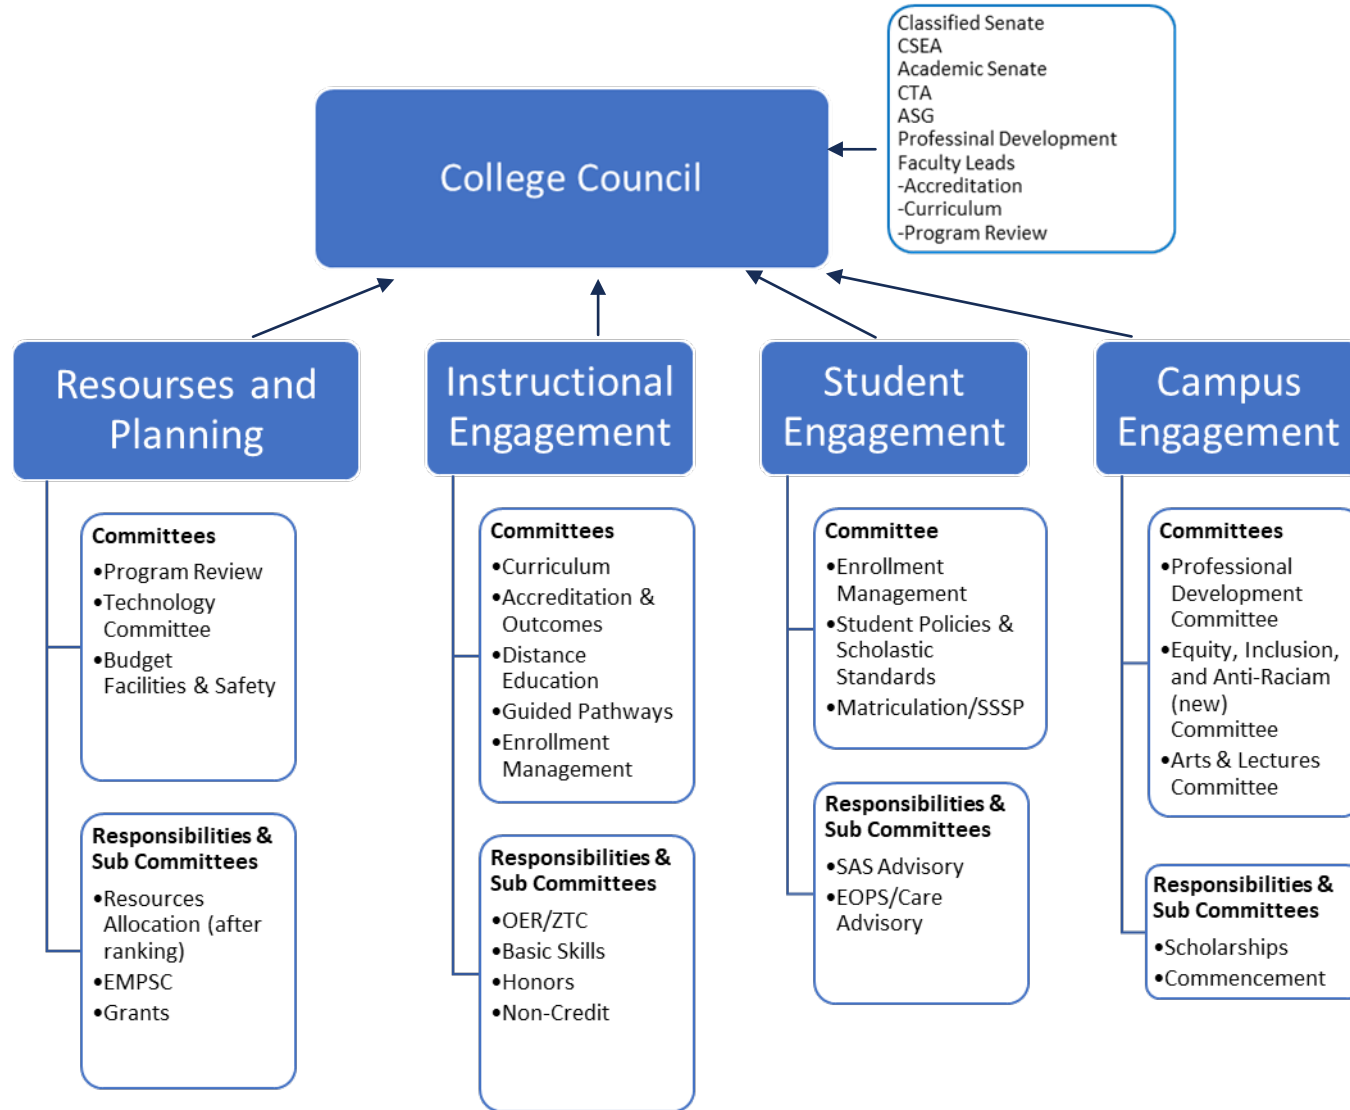 Classified Senate
CSEA
Academic Senate
CTA
ASG
Professinal Development
Faculty Leads
-Accreditation
-Curriculum
-Program Review
College Council
Resourses and
Planning
Committees
•Program Review
•Technology
Committee
•Budget
Facilities & Safety
Responsibilities &
Sub Committees
•Resources
Allocation (after
ranking)
•EMPSC
•Grants
Instructional
Engagement
Committees
•Curriculum
•Accreditation &
Outcomes
•Distance
Education
•Guided Pathways
•Enrollment
Management
Responsibilities &
Sub Committees
•OER/ZTC
•Basic Skills
•Honors
•Non-Credit
Student
Engagement
Committee
•Enrollment
Management
•Student Policies &
Scholastic
Standards
•Matriculation/SSSP
Responsibilities &
Sub Committees
•SAS Advisory
•EOPS/Care
Advisory
Campus
Engagement
Committees
•Professional
Development
Committee
•Equity, Inclusion,
and Anti-Raciam
(new)
Committee
•Arts & Lectures
Committee
Responsibilities &
Sub Committees
•Scholarships
•Commencement